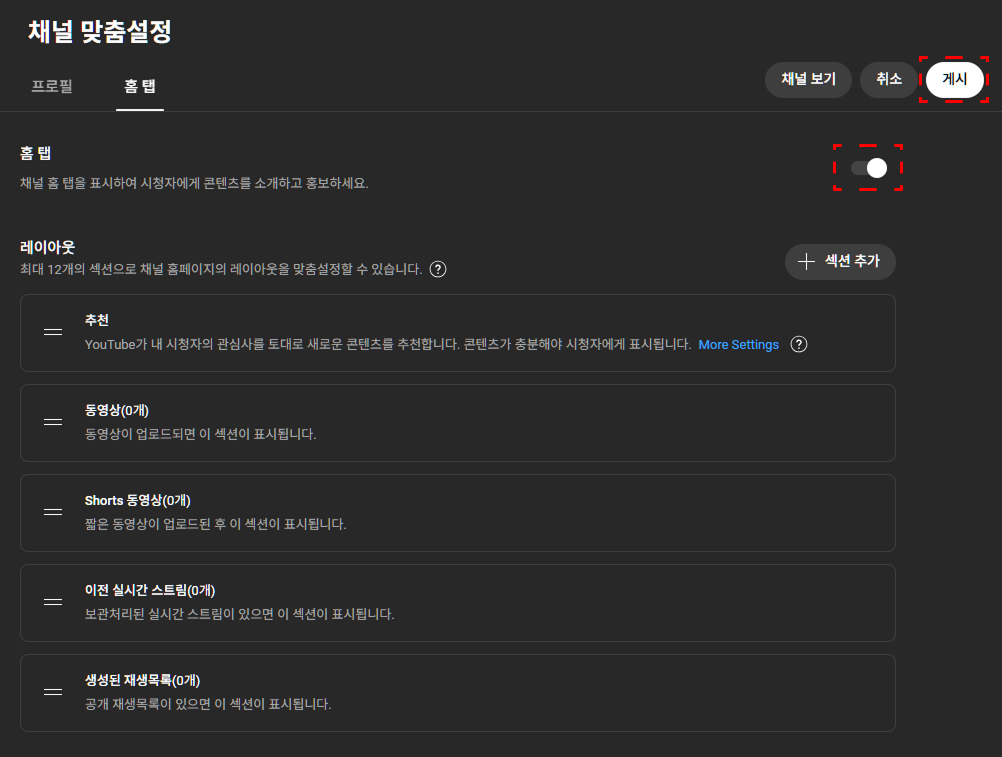 채널 맞춤설정
프로필
홈 탭
채널 보기
취소
게시
홈 탭
채널 홈 탭을 표시하여 시청자에게 콘텐츠를 소개하고 홍보하세요.
레이아웃
최대 12개의 섹션으로 채널 홈페이지의 레이아웃을 맞춤설정할 수 있습니다. ?
섹션 추가
추천
YouTube가 내 시청자의 관심사를 토대로 새로운 콘텐츠를 추천합니다. 콘텐츠가 충분해야 시청자에게 표시됩니다. More Settings ?
동영상(0개)
동영상이 업로드되면 이 섹션이 표시됩니다.
Shorts 동영상(0개)
짧은 동영상이 업로드된 후 이 섹션이 표시됩니다.
이전 실시간 스트림(0개)
보관처리된 실시간 스트림이 있으면 이 섹션이 표시됩니다.
생성된 재생목록(0개)
공개 재생목록이 있으면 이 섹션이 표시됩니다.